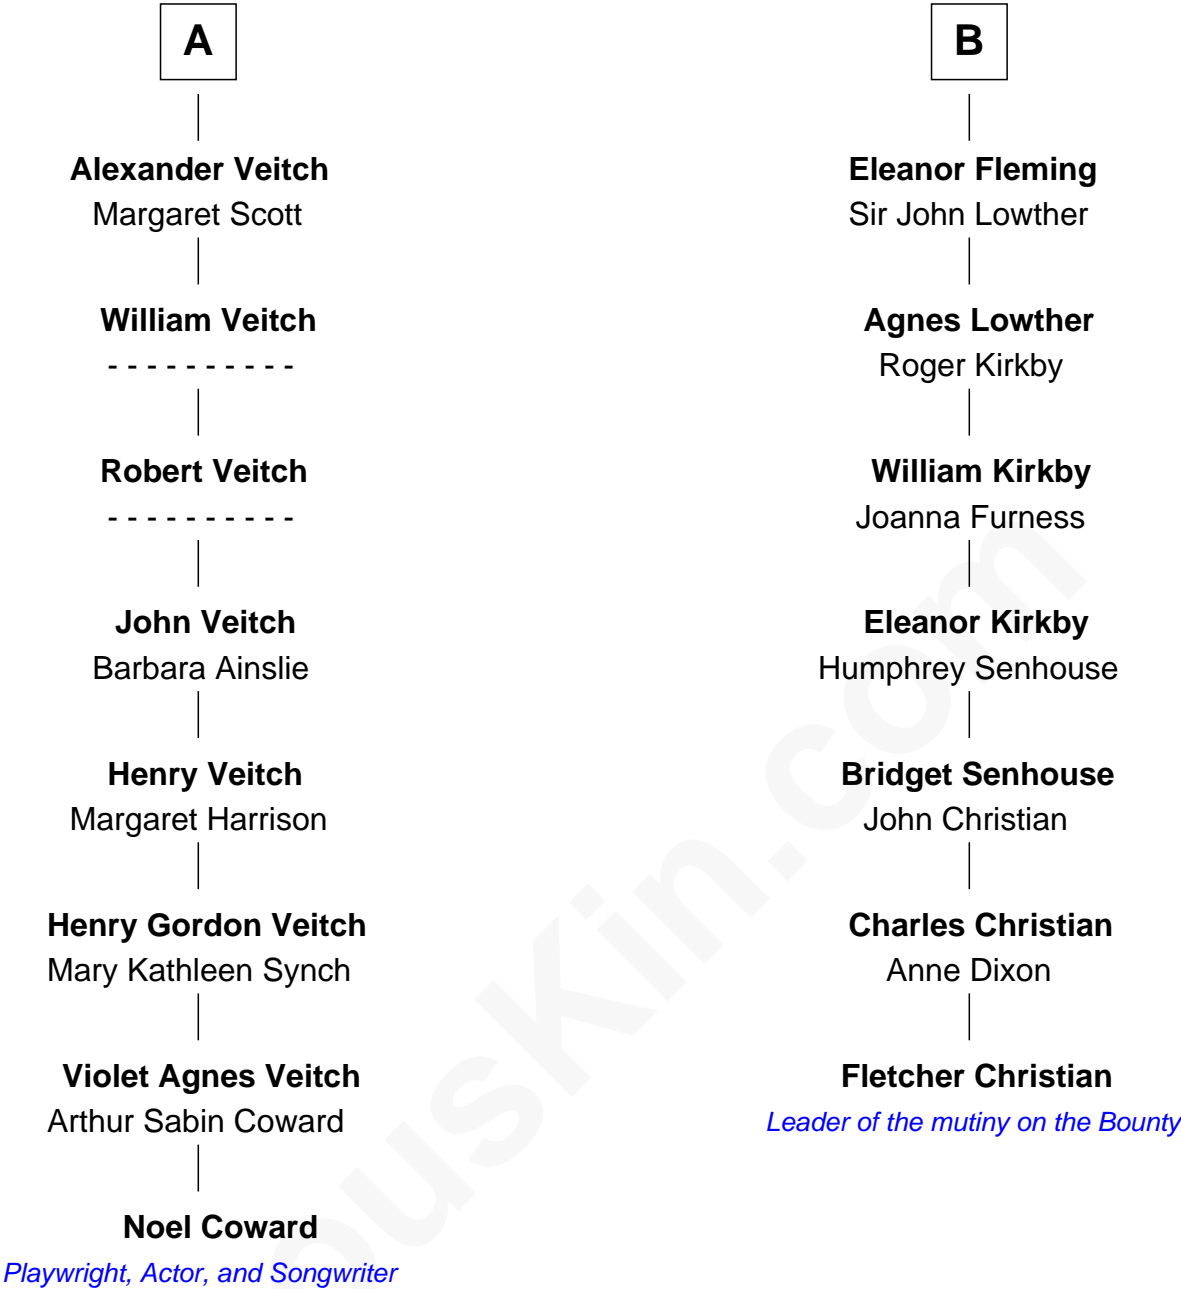 A
Alexander Veitch
Margaret Scott
William Veitch
- - - - - - - - - -
Robert Veitch
- - - - - - - - - -
John Veitch
Barbara Ainslie
Henry Veitch
Margaret Harrison
Henry Gordon Veitch
Mary Kathleen Synch
Violet Agnes Veitch
Arthur Sabin Coward
Noel Coward
Playwright, Actor, and Songwriter
B
Eleanor Fleming
Sir John Lowther
Agnes Lowther
Roger Kirkby
William Kirkby
Joanna Furness
Eleanor Kirkby
Humphrey Senhouse
Bridget Senhouse
John Christian
Charles Christian
Anne Dixon
Fletcher Christian
Leader of the mutiny on the Bounty
ousKin.com